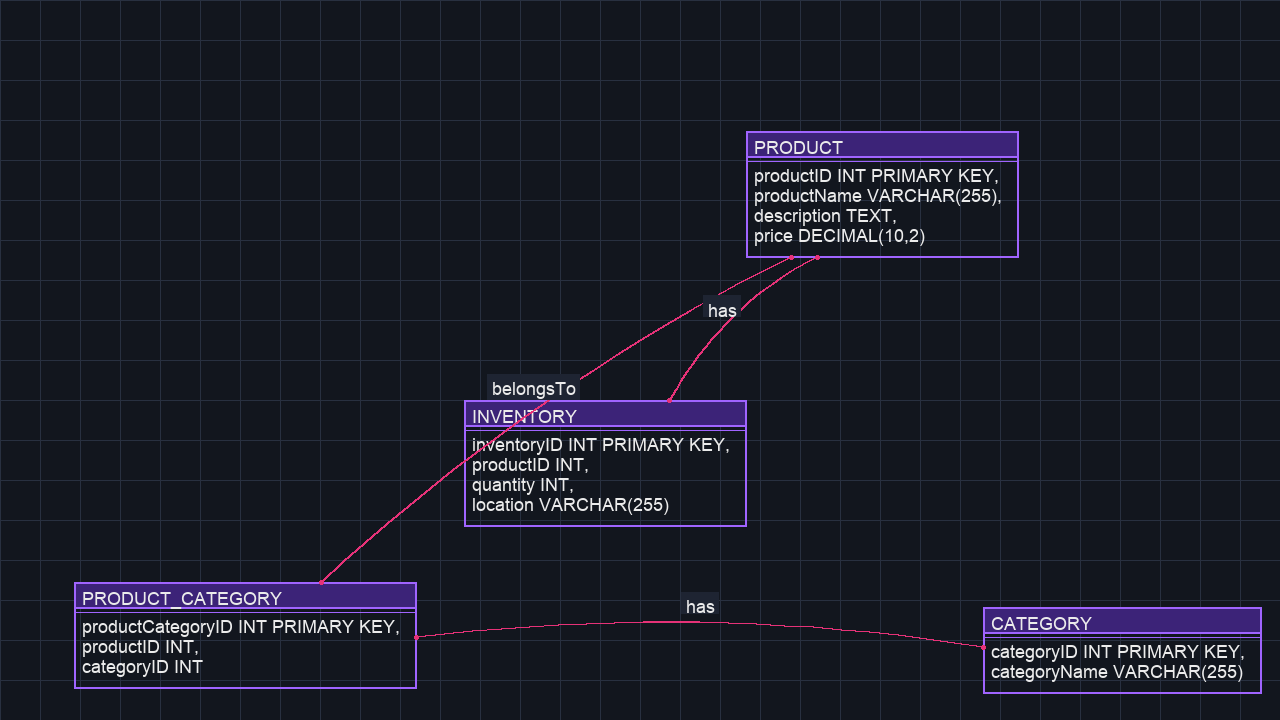 PRODUCT
productID INT PRIMARY KEY,
productName VARCHAR(255),
description TEXT,
price DECIMAL(10,2)
has
belongsTo
INVENTORY
inventoryID INT PRIMARY KEY,
productID INT,
quantity INT,
location VARCHAR(255)
PRODUCT_CATEGORY
productCategoryID INT PRIMARY KEY,
productID INT,
categoryID INT
has
CATEGORY
categoryID INT PRIMARY KEY,
categoryName VARCHAR(255)